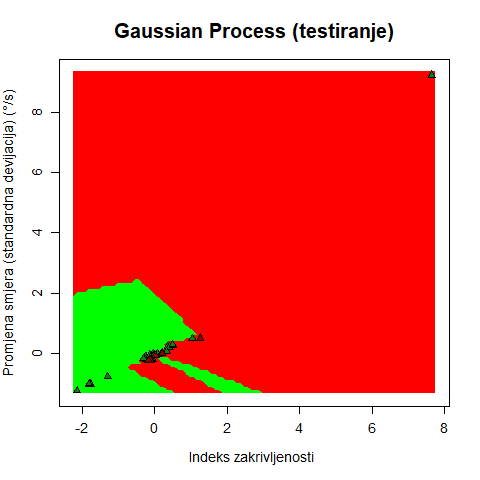 Gaussian Process (testiranje)
Promjena smjera (standardna devijacija) (°/s)
8
6
4
2
0
-2 0 2 4 6 8
Indeks zakrivljenosti